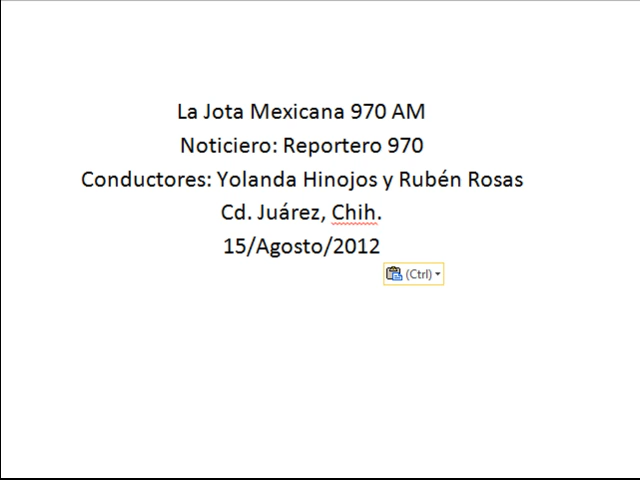 La Jota Mexicana 970 AM
Noticiero: Reportero 970
Conductores: Yolanda Hinojos y Rubén Rosas
Cd. Juárez, Chih.
15/Agosto/2012
(Ctrl)